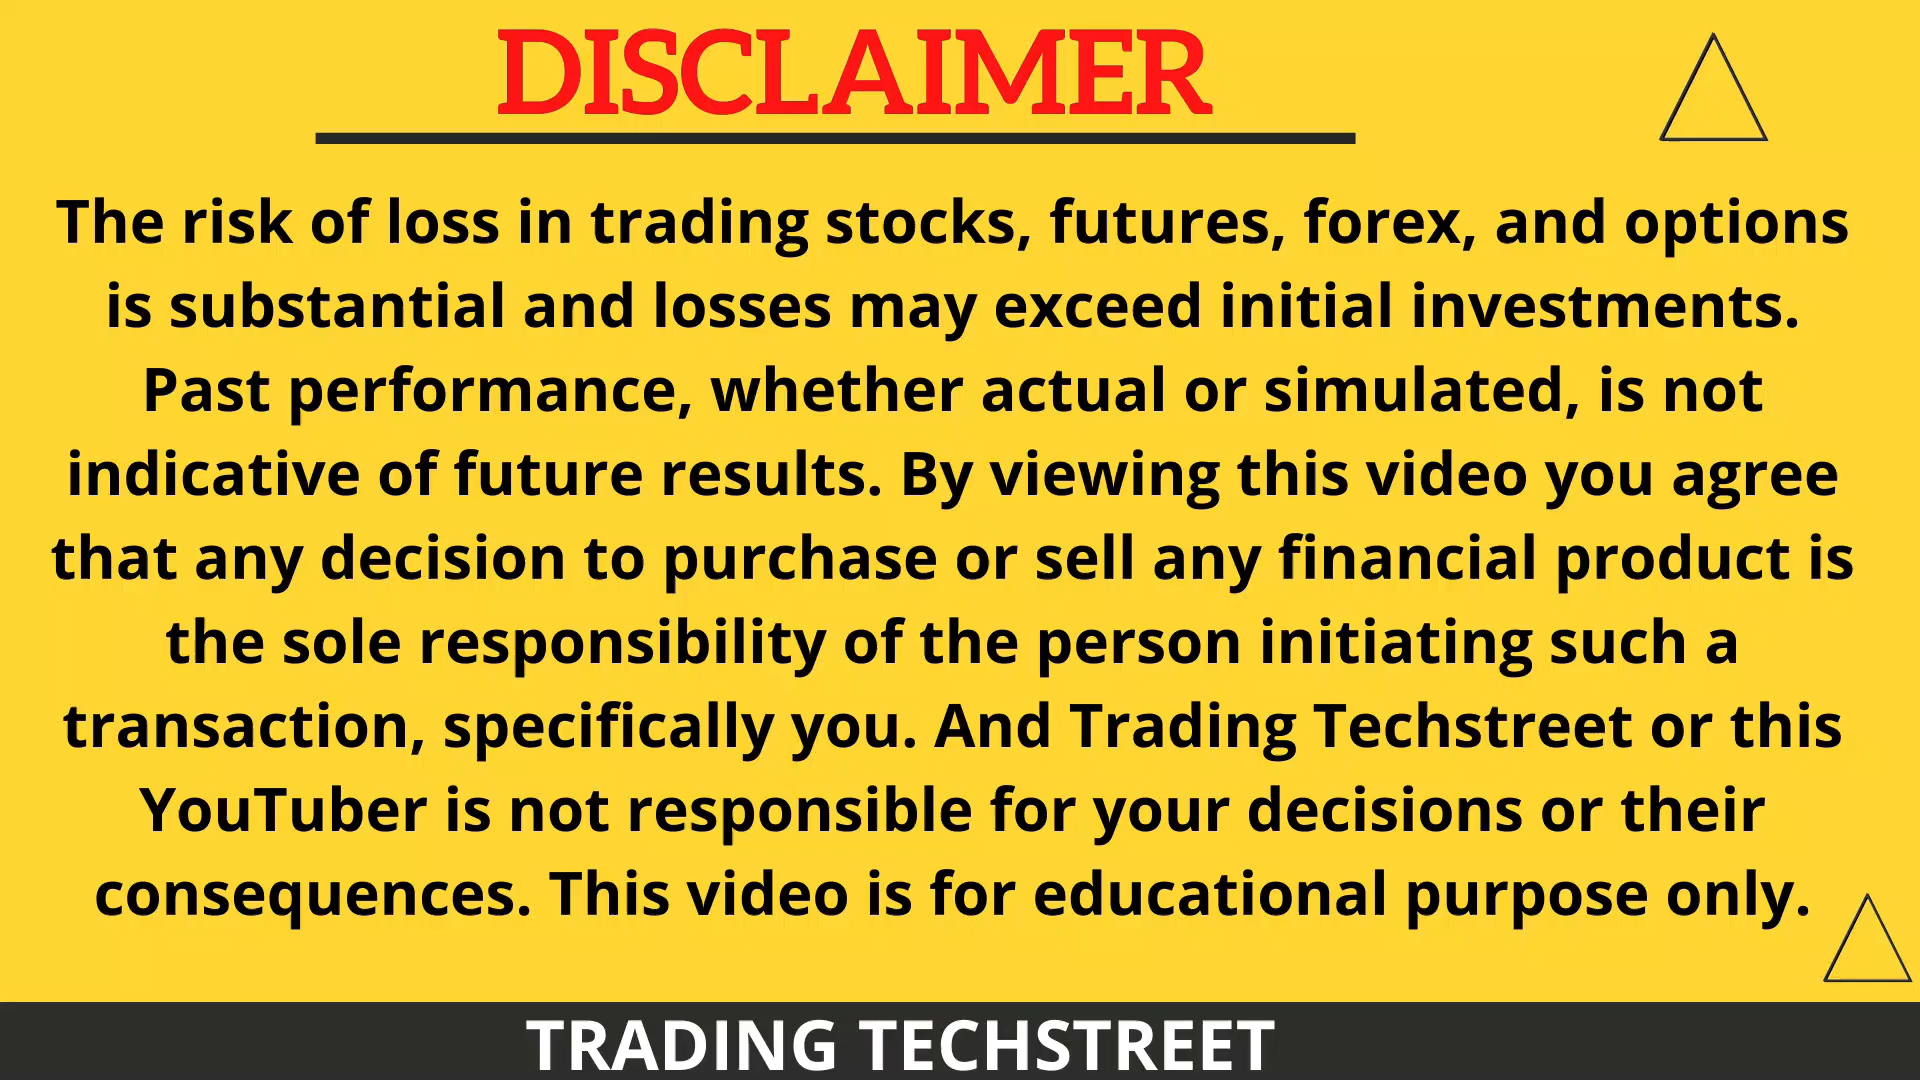 DISCLAIMER
The risk of loss in trading stocks, futures, forex, and options
is substantial and losses may exceed initial investments.
Past performance, whether actual or simulated, is not
indicative of future results. By viewing this video you agree
that any decision to purchase or sell any financial product is
the sole responsibility of the person initiating such a
transaction, specifically you. And Trading Techstreet or this
YouTuber is not responsible for your decisions or their
consequences. This video is for educational purpose only.
TRADING TECHSTREET